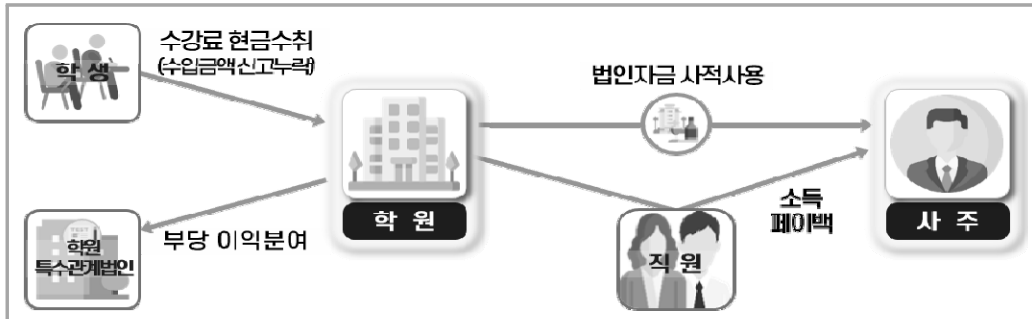 수강료 현금수취
(수입금액 신고누락)
학 생
법인자금 사적사용
학 원
사 주
소득
페이백
직 원
부당 이익분여
학원
특수관계법인